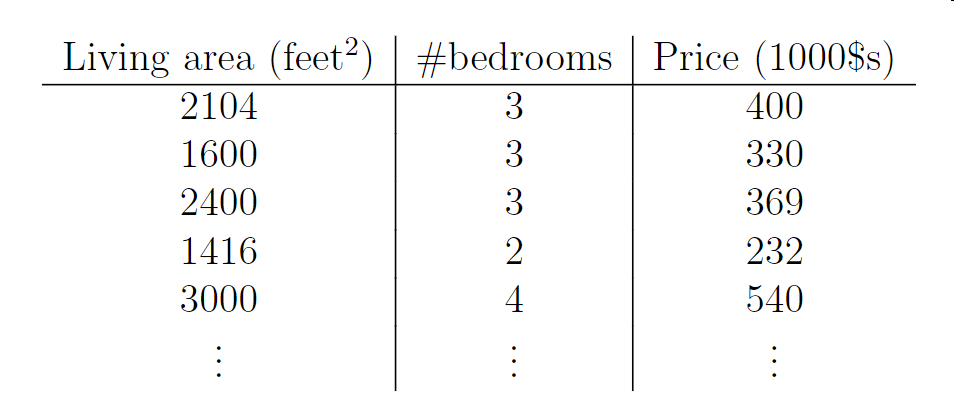 Living area (feet²) #bedrooms Price (1000$s)
2104 3 400
1600 3 330
2400 3 369
1416 2 232
3000 4 540
⋮ ⋮ ⋮